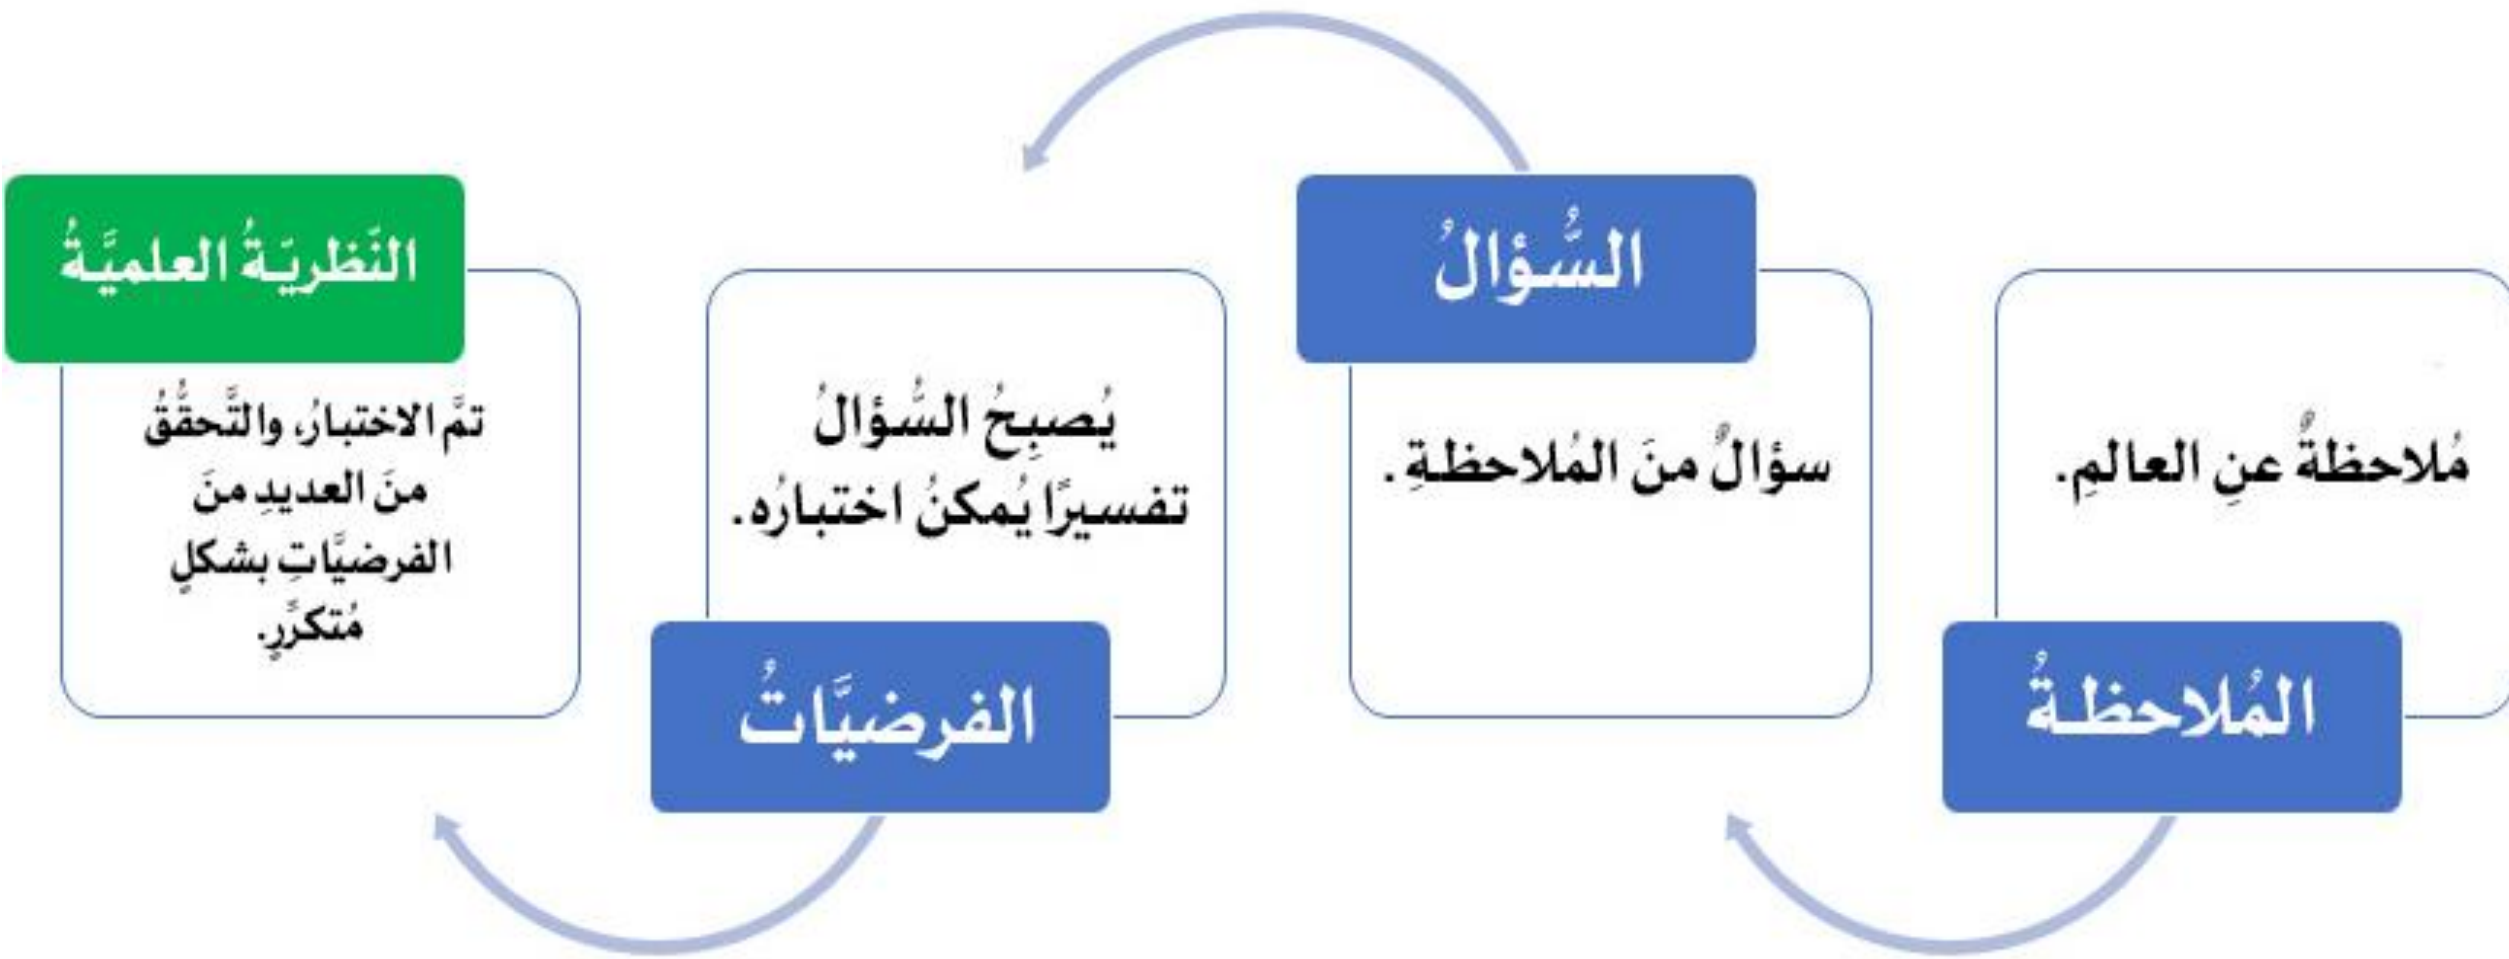 المُلاحظةُ
مُلاحظةٌ عنِ العالمِ.
السُّؤالُ
سؤالٌ منَ المُلاحظةِ.
الفرضيَّاتُ
يُصبِحُ السُّؤالُ
تفسيرًا يُمكنُ اختبارُه.
النّظريّةُ العلميَّةُ
تمَّ الاختبارُ، والتَّحقُّقُ
منَ العديدِ منَ
الفرضيَّاتِ بشكلٍ
مُتكرِّرٍ.